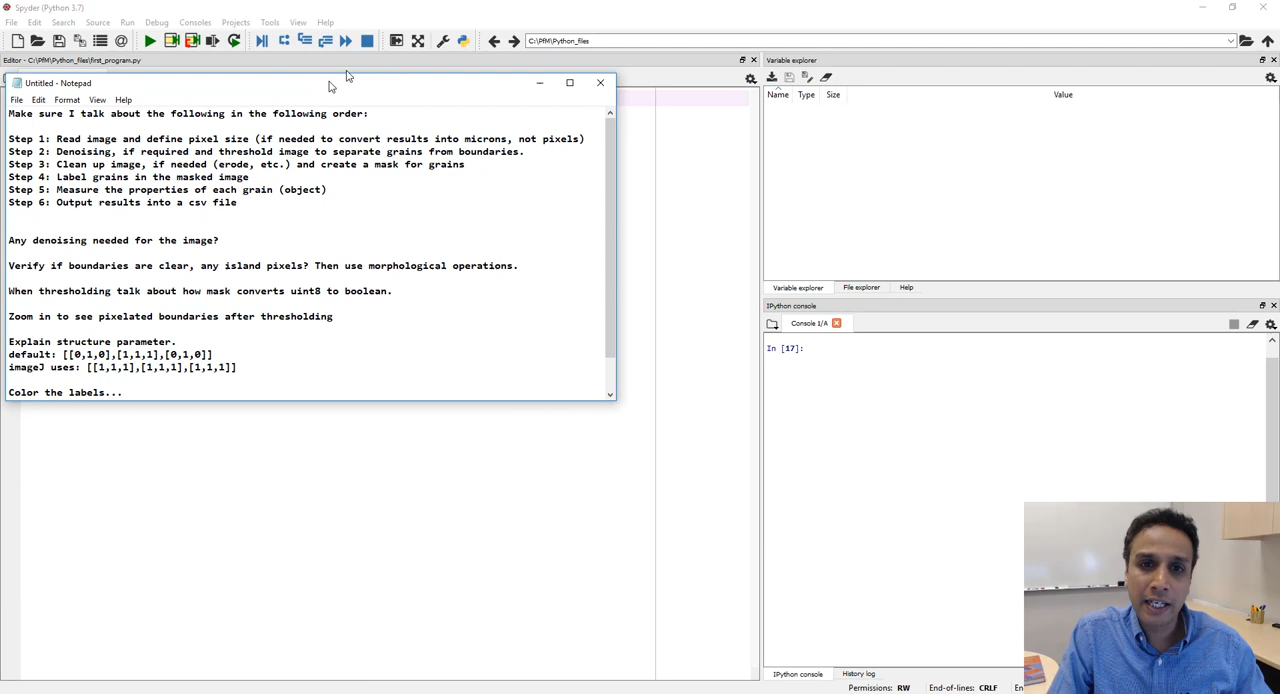 Spyder (Python 3.7)
File Edit Search Source Run Debug Consoles Projects Tools View Help
C:\PfM\Python_files
Editor - C:\PfM\Python_files\first_program.py
Untitled - Notepad
File Edit Format View Help
Make sure I talk about the following in the following order:
Step 1: Read image and define pixel size (if needed to convert results into microns, not pixels)
Step 2: Denoising, if required and threshold image to separate grains from boundaries.
Step 3: Clean up image, if needed (erode, etc.) and create a mask for grains
Step 4: Label grains in the masked image
Step 5: Measure the properties of each grain (object)
Step 6: Output results into a csv file
Any denoising needed for the image?
Verify if boundaries are clear, any island pixels? Then use morphological operations.
When thresholding talk about how mask converts uint8 to boolean.
Zoom in to see pixelated boundaries after thresholding
Explain structure parameter.
default: [[0,1,0],[1,1,1],[0,1,0]]
imageJ uses: [[1,1,1],[1,1,1],[1,1,1]]
Color the labels...
Variable explorer
Name Type Size Value
Variable explorer File explorer Help
IPython console
Console 1/A
In [17]:
IPython console History log
Permissions: RW End-of-lines: CRLF En